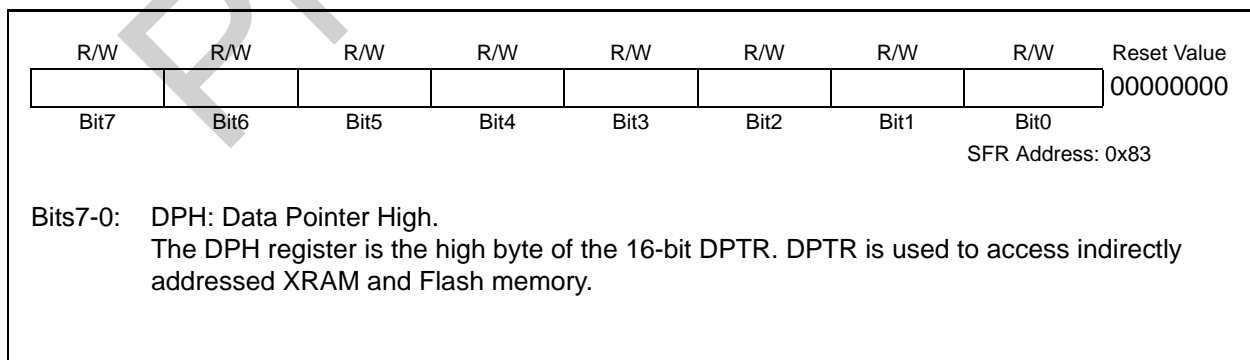 R/W R/W R/W R/W R/W R/W R/W R/W Reset Value
00000000
Bit7 Bit6 Bit5 Bit4 Bit3 Bit2 Bit1 Bit0
SFR Address: 0x83
Bits7-0: DPH: Data Pointer High.
The DPH register is the high byte of the 16-bit DPTR. DPTR is used to access indirectly
addressed XRAM and Flash memory.